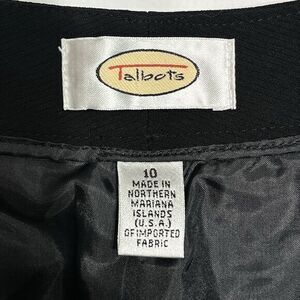 Talbots
10
MADE IN
NORTHERN
MARIANA
ISLANDS
(U.S.A.)
OF IMPORTED
FABRIC